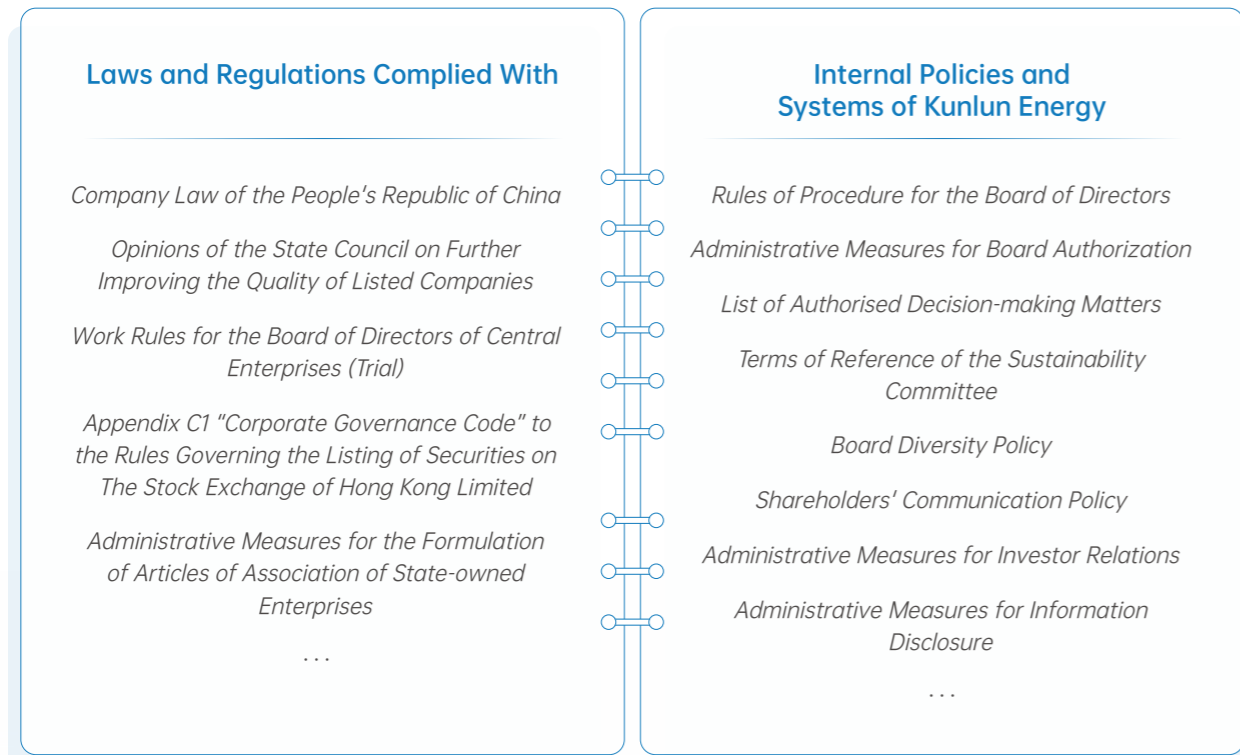 Laws and Regulations Complied With
Company Law of the People's Republic of China
Opinions of the State Council on Further
Improving the Quality of Listed Companies
Work Rules for the Board of Directors of Central
Enterprises (Trial)
Appendix C1 "Corporate Governance Code" to
the Rules Governing the Listing of Securities on
The Stock Exchange of Hong Kong Limited
Administrative Measures for the Formulation
of Articles of Association of State-owned
Enterprises
...
Internal Policies and
Systems of Kunlun Energy
Rules of Procedure for the Board of Directors
Administrative Measures for Board Authorization
List of Authorised Decision-making Matters
Terms of Reference of the Sustainability
Committee
Board Diversity Policy
Shareholders' Communication Policy
Administrative Measures for Investor Relations
Administrative Measures for Information
Disclosure
...